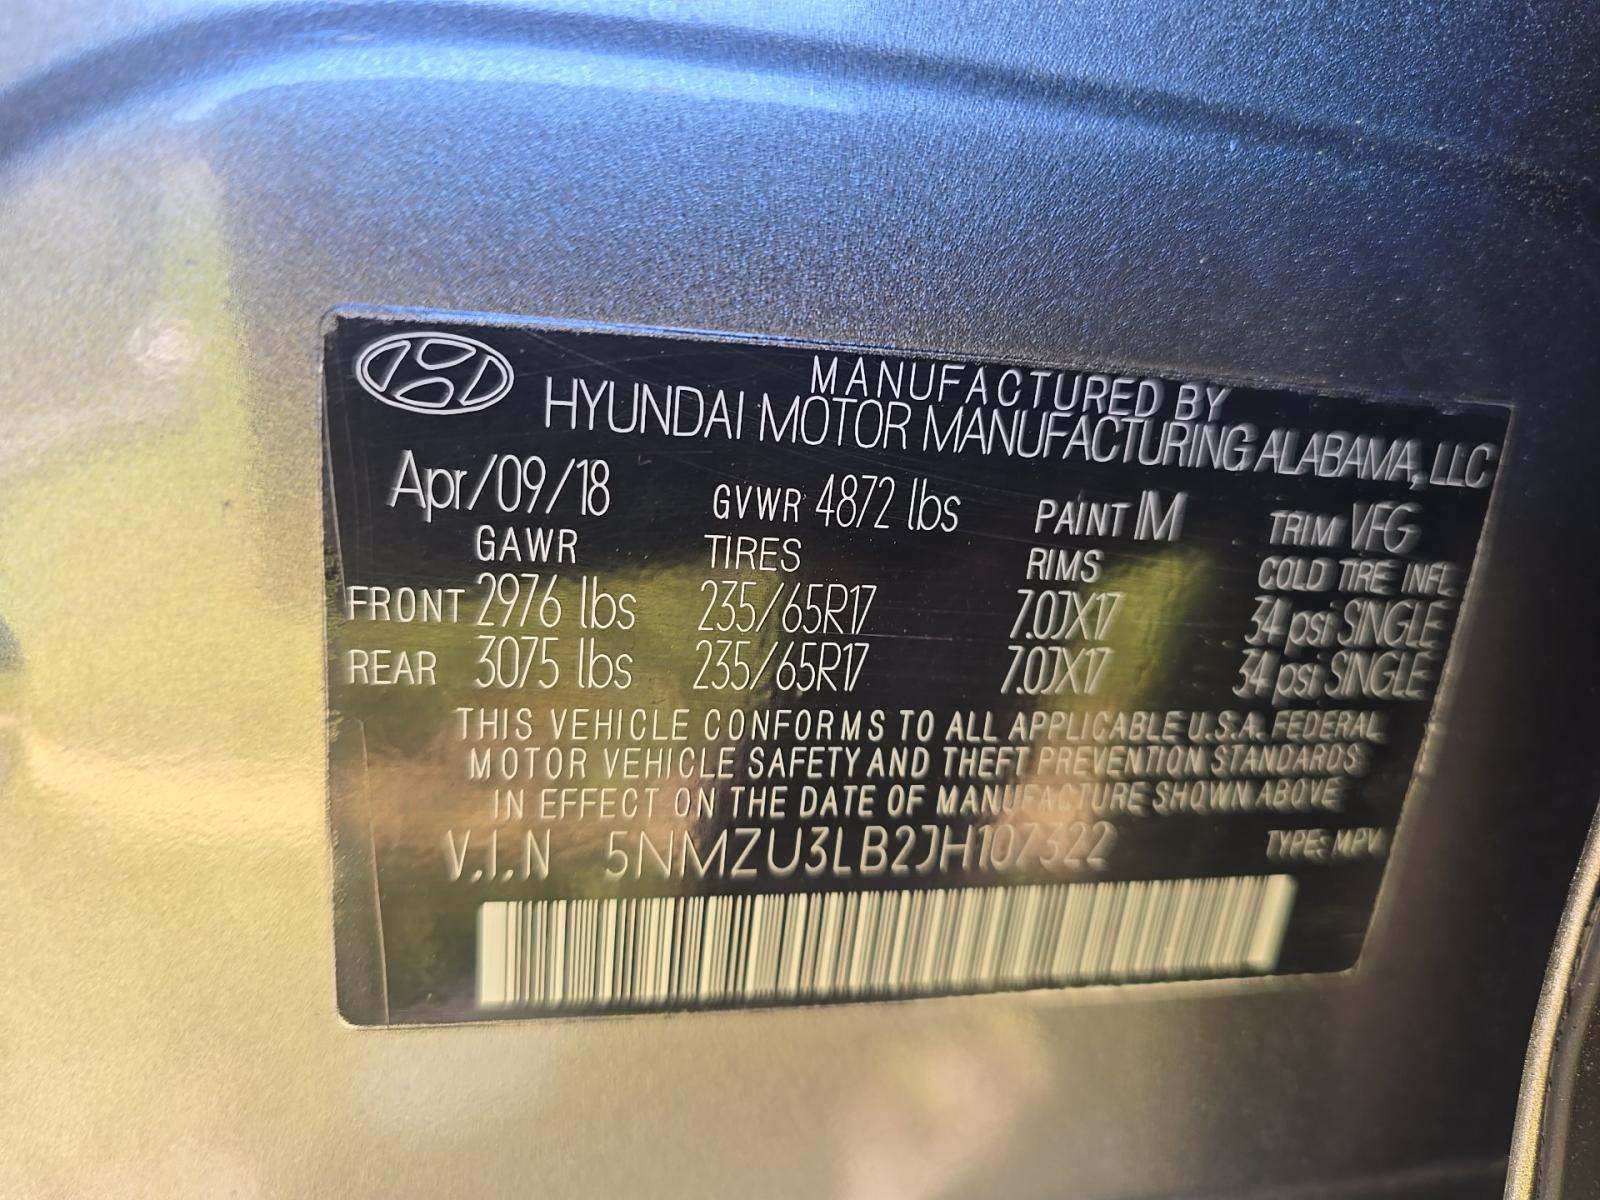 MANUFACTURED BY
HYUNDAI MOTOR MANUFACTURING ALABAMA, LLC
Apr/09/18 GVWR 4872 lbs PAINT IM TRIM VFG
GAWR TIRES RIMS COLD TIRE INFL
FRONT 2976 lbs 235/65R17 7.0JX17 34 psi SINGLE
REAR 3075 lbs 235/65R17 7.0JX17 34 psi SINGLE
THIS VEHICLE CONFORMS TO ALL APPLICABLE U.S.A. FEDERAL
MOTOR VEHICLE SAFETY AND THEFT PREVENTION STANDARDS
IN EFFECT ON THE DATE OF MANUFACTURE SHOWN ABOVE
V.I.N 5NMZU3LB2JH107322 TYPE: MPV